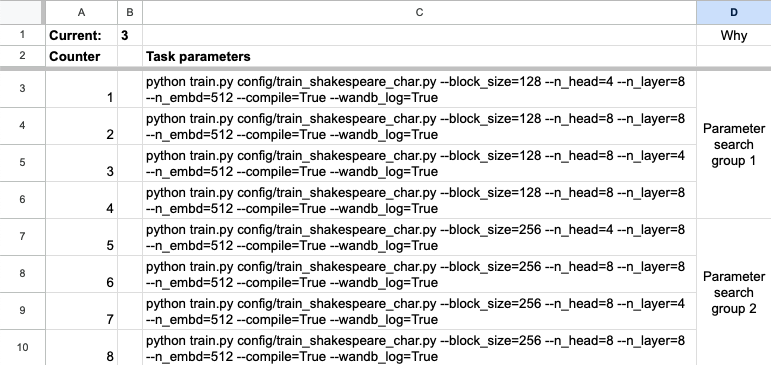 A B C D
1 Current: 3 Why
2 Counter Task parameters
3 1 python train.py config/train_shakespeare_char.py --block_size=128 --n_head=4 --n_layer=8
--n_embd=512 --compile=True --wandb_log=True
4 2 python train.py config/train_shakespeare_char.py --block_size=128 --n_head=8 --n_layer=8
--n_embd=512 --compile=True --wandb_log=True
5 3 python train.py config/train_shakespeare_char.py --block_size=128 --n_head=8 --n_layer=4
--n_embd=512 --compile=True --wandb_log=True
6 4 python train.py config/train_shakespeare_char.py --block_size=128 --n_head=8 --n_layer=8
--n_embd=512 --compile=True --wandb_log=True
Parameter
search
group 1
7 5 python train.py config/train_shakespeare_char.py --block_size=256 --n_head=4 --n_layer=8
--n_embd=512 --compile=True --wandb_log=True
8 6 python train.py config/train_shakespeare_char.py --block_size=256 --n_head=8 --n_layer=8
--n_embd=512 --compile=True --wandb_log=True
9 7 python train.py config/train_shakespeare_char.py --block_size=256 --n_head=8 --n_layer=4
--n_embd=512 --compile=True --wandb_log=True
10 8 python train.py config/train_shakespeare_char.py --block_size=256 --n_head=8 --n_layer=8
--n_embd=512 --compile=True --wandb_log=True
Parameter
search
group 2